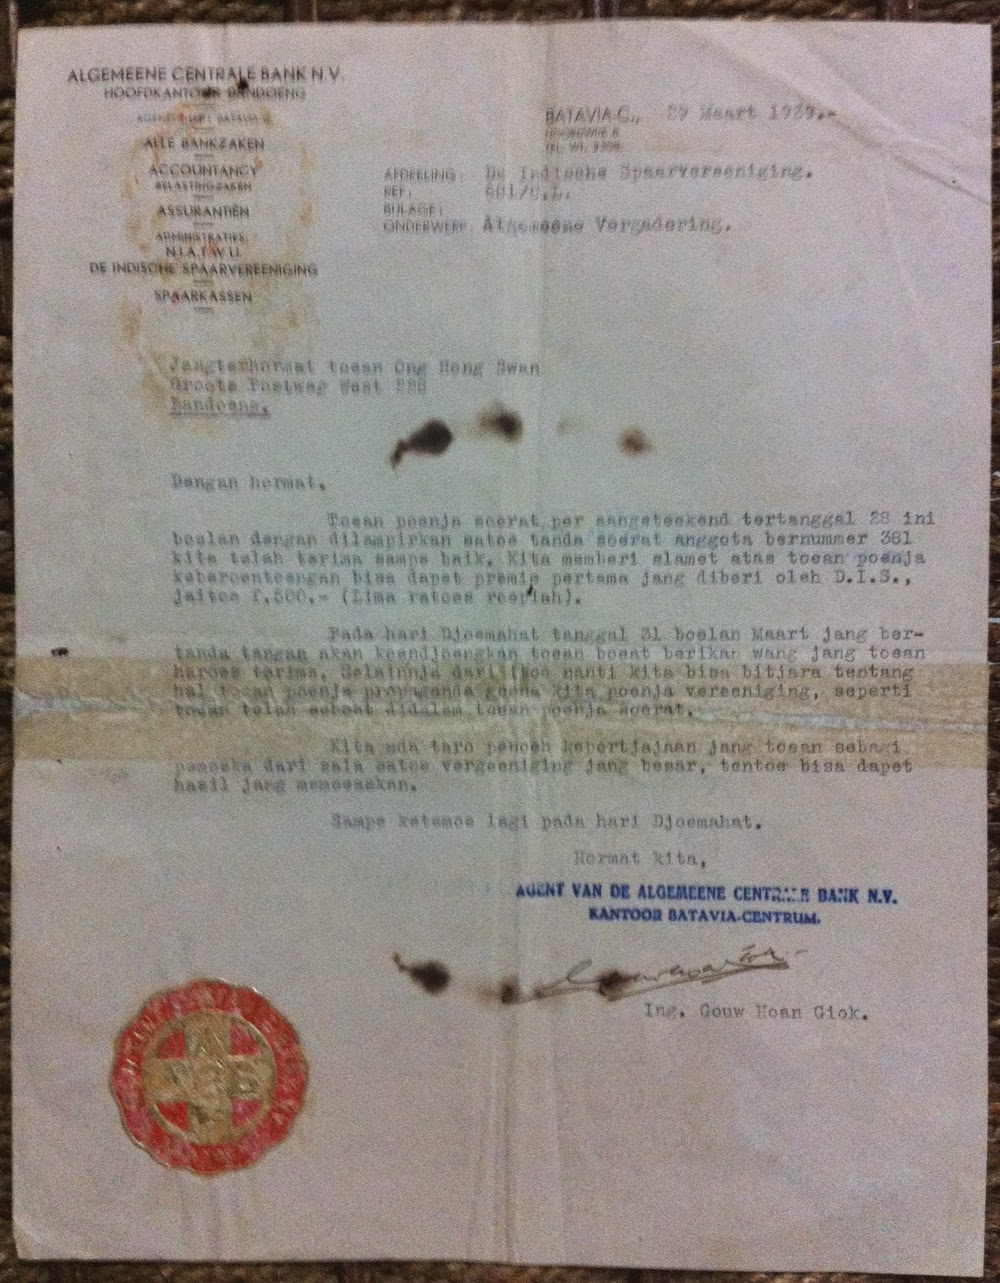 ALGEMEENE CENTRALE BANK N.V.
HOOFDKANTOOR BANDOENG
AGENTSCHAP: BATAVIA-C.
ALLE BANKZAKEN
ACCOUNTANCY
BELASTINGZAKEN
ASSURANTIËN
ADMINISTRATIES:
N.I.A.T.W.U.
DE INDISCHE SPAARVEREENIGING
SPAARKASSEN
BATAVIA-C., 29 Maart 1939.-
AFDEELING: De Indische Spaarvereeniging.
REF:
BIJLAGE:
ONDERWERP: Algemeene Vergadering.
Jangterhormat toean Ong Hong Swan
Groote Postweg West
Bandoeng.
Dengan hormat.
Toean poenja soerat per aangeteekend tertanggal 28 ini
boelan dengan dilampirkan satoe tanda soerat anggota bernummer 381
kita telah terima sampe baik. Kita memberi slamet atas toean poenja
keberoentoengan bisa dapet premie pertama jang diberi oleh D.I.S.,
jaitoe f.500,- (Lima ratoes roepiah).
Pada hari Djoemahat tanggal 31 boelan Maart jang ber-
tanda tangan akan koendjoengkan toean boeat berikan wang jang toean
haroes terima. Selainnja dari itoe nanti kita bisa bitjara tentang
hal toean poenja propaganda goena kita poenja vereeniging, seperti
toean telah seboet didalem toean poenja soerat.
Kita ada taro penoeh kepertjajaan jang toean sebagi
pemoeka dari sala satoe vergeeniging jang besar, tentoe bisa dapet
hasil jang memoeaskan.
Sampe ketemoe lagi pada hari Djoemahat.
Hormat kita,
AGENT VAN DE ALGEMEENE CENTRALE BANK N.V.
KANTOOR BATAVIA-CENTRUM.
Ing. Gouw Hoan Giok.